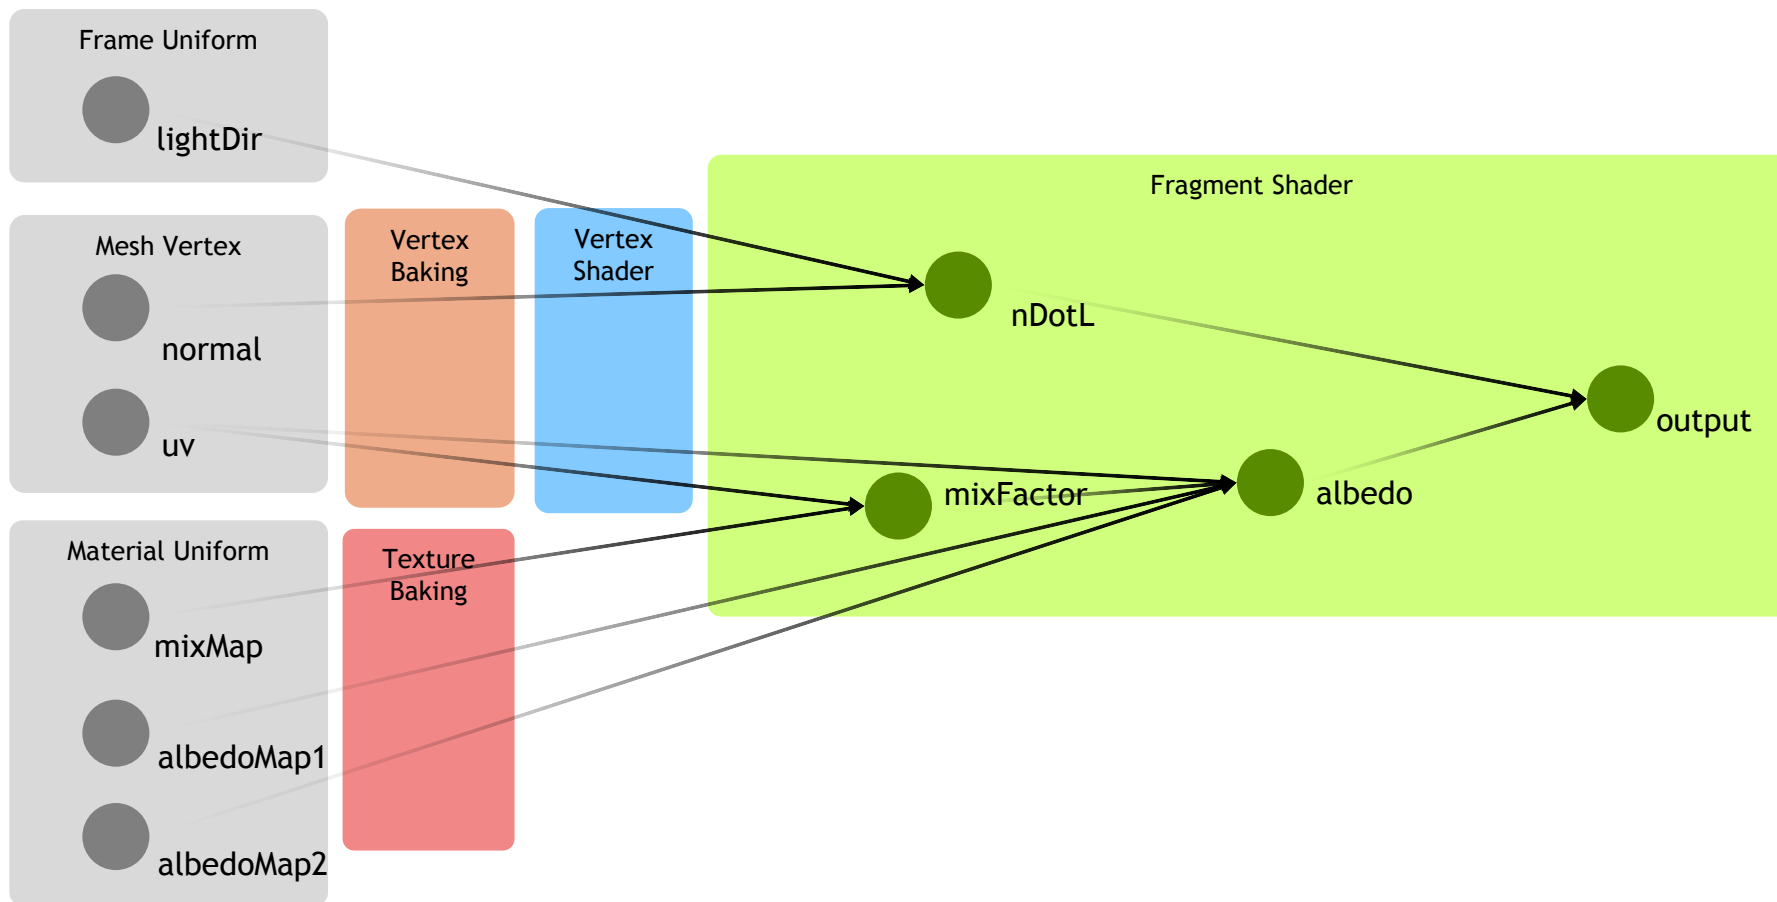 Frame Uniform
lightDir
Mesh Vertex
normal
uv
Material Uniform
mixMap
albedoMap1
albedoMap2
Vertex
Baking
Texture
Baking
Vertex
Shader
Fragment Shader
nDotL
mixFactor
albedo
output